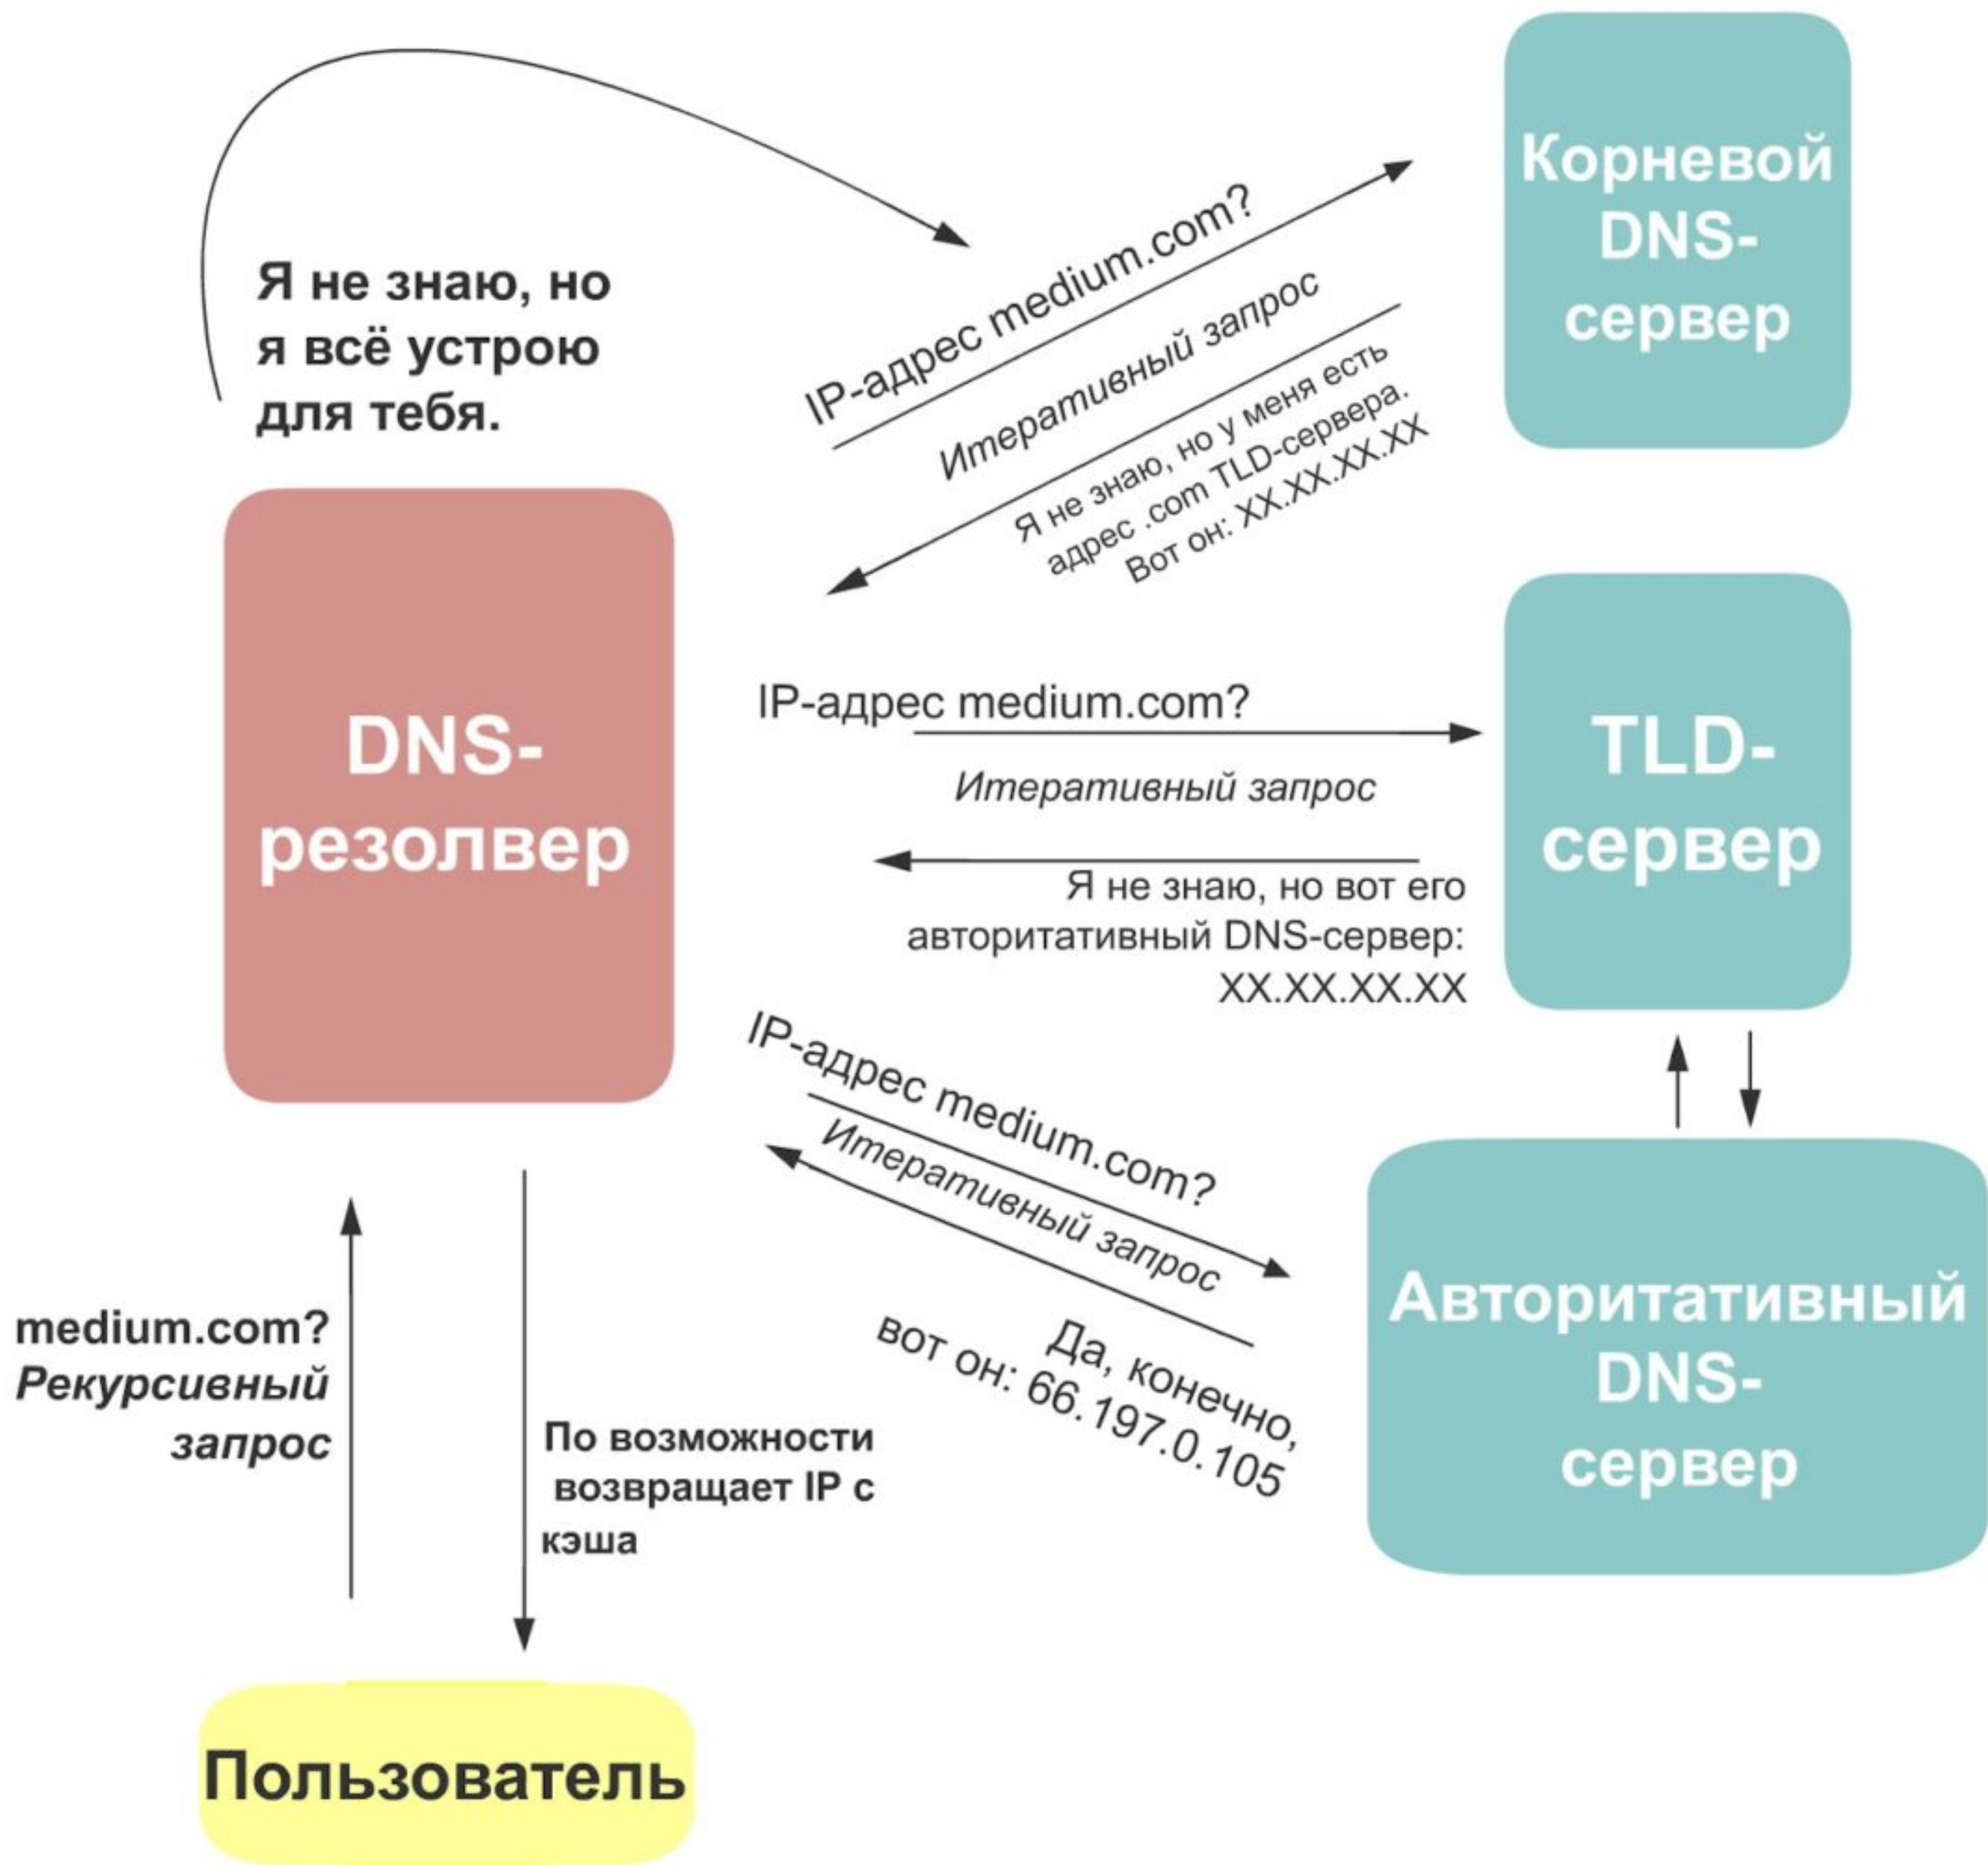 Корневой
DNS-
сервер
IP-адрес medium.com?
Итеративный запрос
Я не знаю, но у меня есть
адрес .com TLD-сервера.
Вот он: XX.XX.XX.XX
Я не знаю, но
я всё устрою
для тебя.
DNS-
резолвер
IP-адрес medium.com?
Итеративный запрос
Я не знаю, но вот его
авторитативный DNS-сервер:
XX.XX.XX.XX
TLD-
сервер
IP-адрес medium.com?
Итеративный запрос
Да, конечно,
вот он: 66.197.0.105
Авторитативный
DNS-
сервер
medium.com?
Рекурсивный
запрос
По возможности
возвращает IP с
кэша
Пользователь